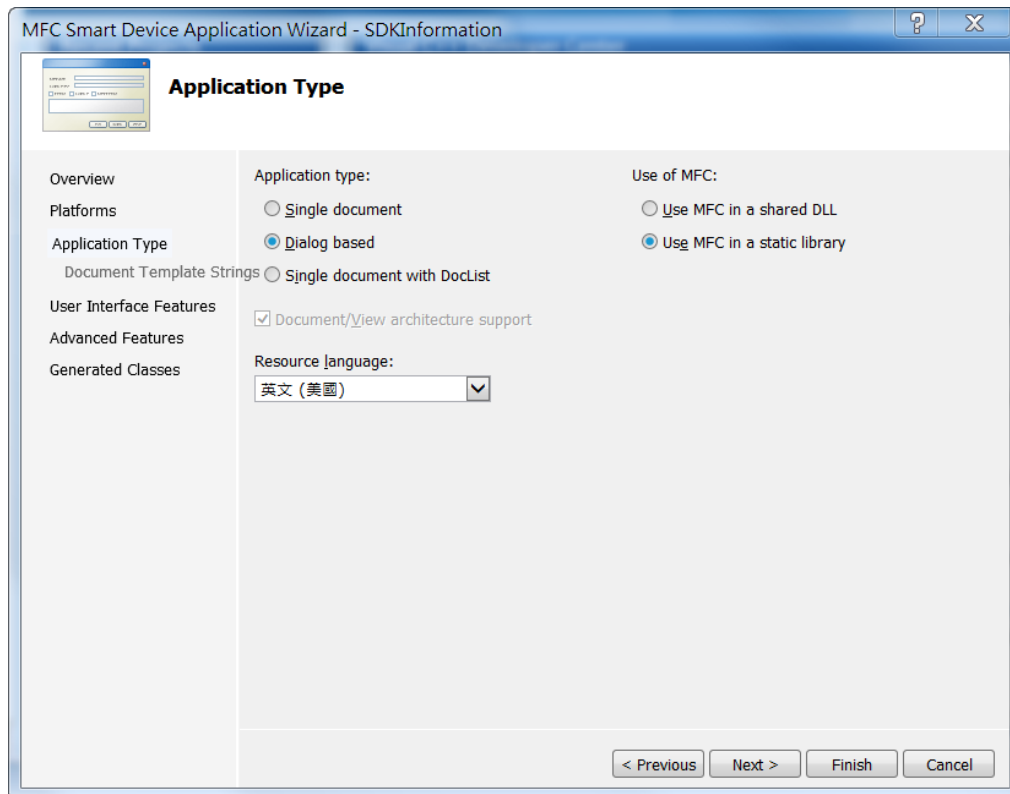 MFC Smart Device Application Wizard - SDKInformation
Application Type
Overview
Platforms
Application Type
Document Template Strings
User Interface Features
Advanced Features
Generated Classes
Application type:
Single document
Dialog based
Single document with DocList
Document/View architecture support
Resource language:
英文 (美國)
Use of MFC:
Use MFC in a shared DLL
Use MFC in a static library
< Previous
Next >
Finish
Cancel